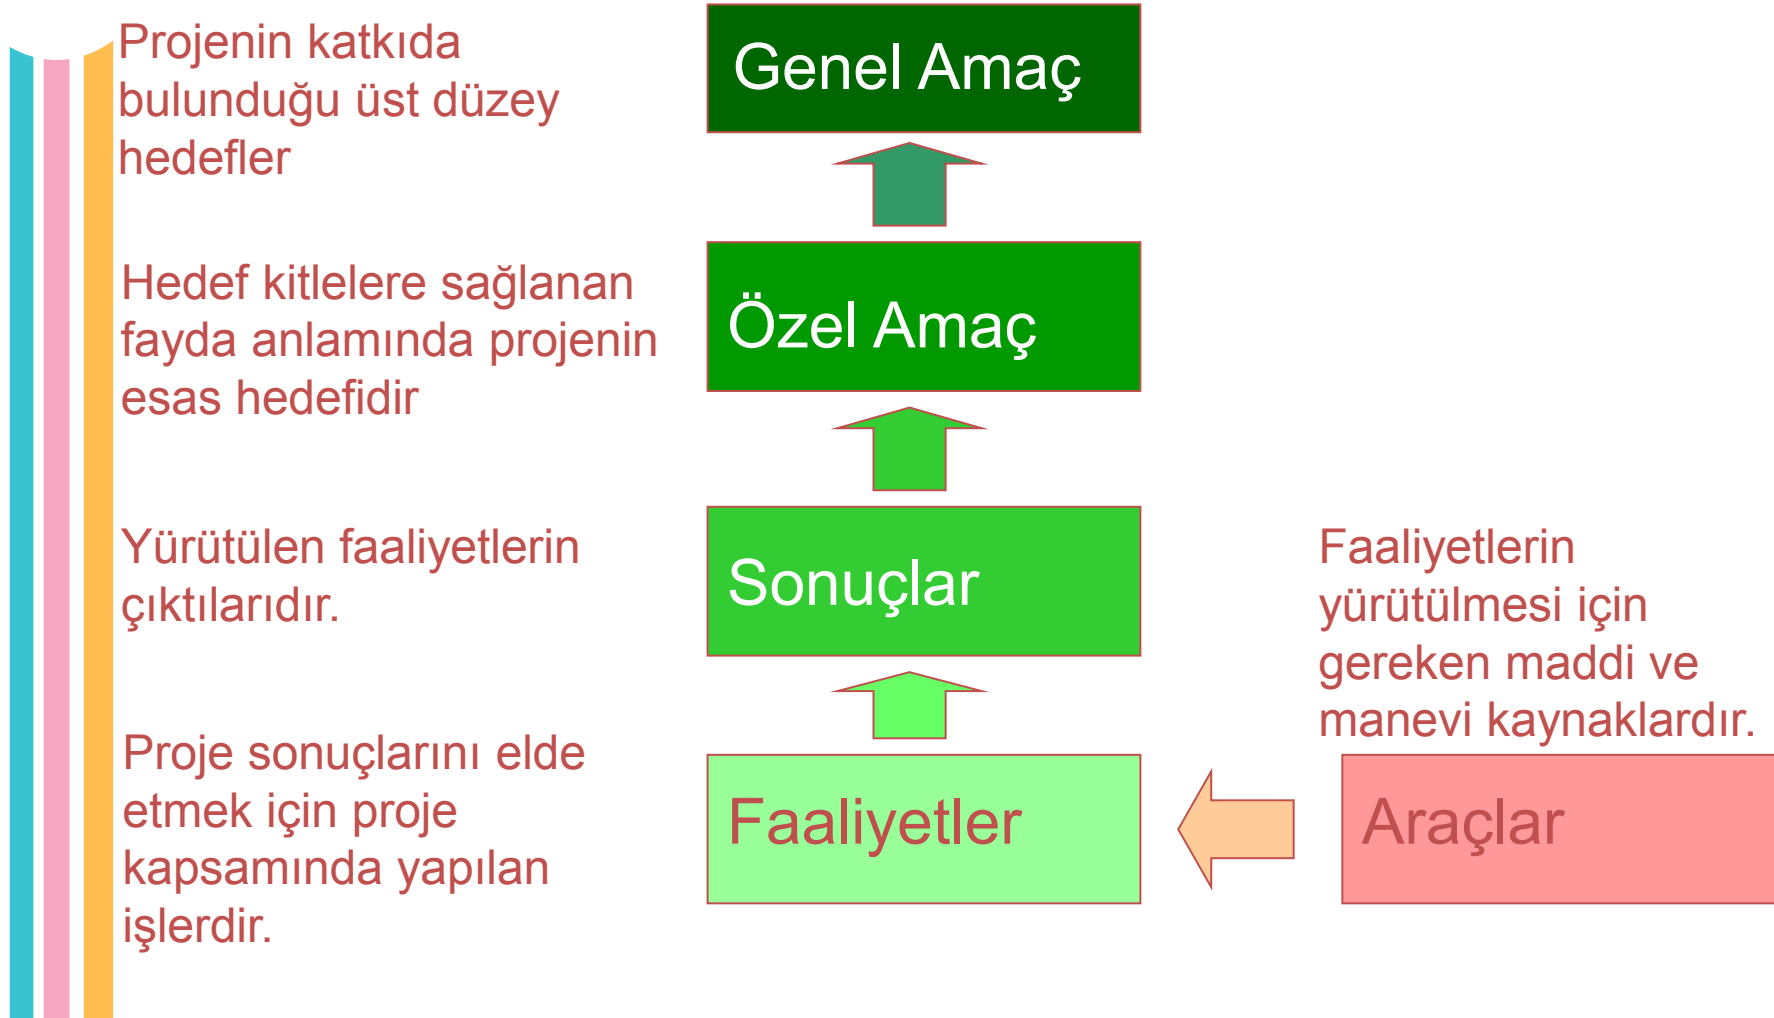 Projenin katkıda
bulunduğu üst düzey
hedefler
Genel Amaç
Hedef kitlelere sağlanan
fayda anlamında projenin
esas hedefidir
Özel Amaç
Yürütülen faaliyetlerin
çıktılarıdır.
Sonuçlar
Faaliyetlerin
yürütülmesi için
gereken maddi ve
manevi kaynaklardır.
Proje sonuçlarını elde
etmek için proje
kapsamında yapılan
işlerdir.
Faaliyetler
Araçlar